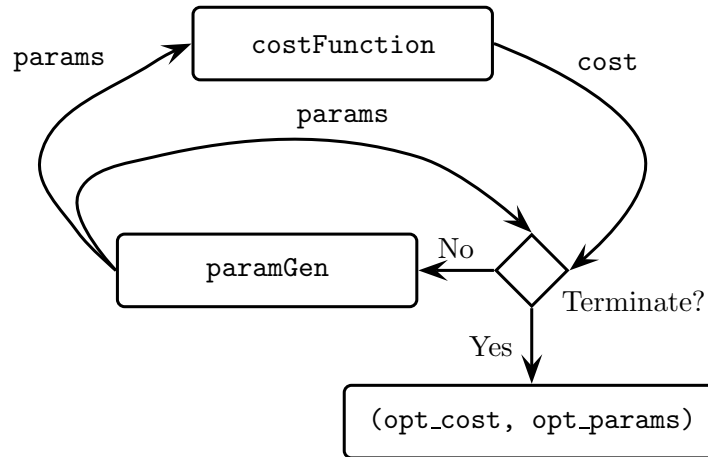 costFunction
params
cost
params
No
paramGen
Terminate?
Yes
(opt_cost, opt_params)